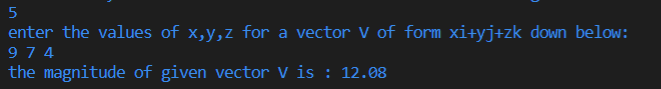 5
enter the values of x,y,z for a vector V of form xi+yj+zk down below:
9 7 4
the magnitude of given vector V is : 12.08